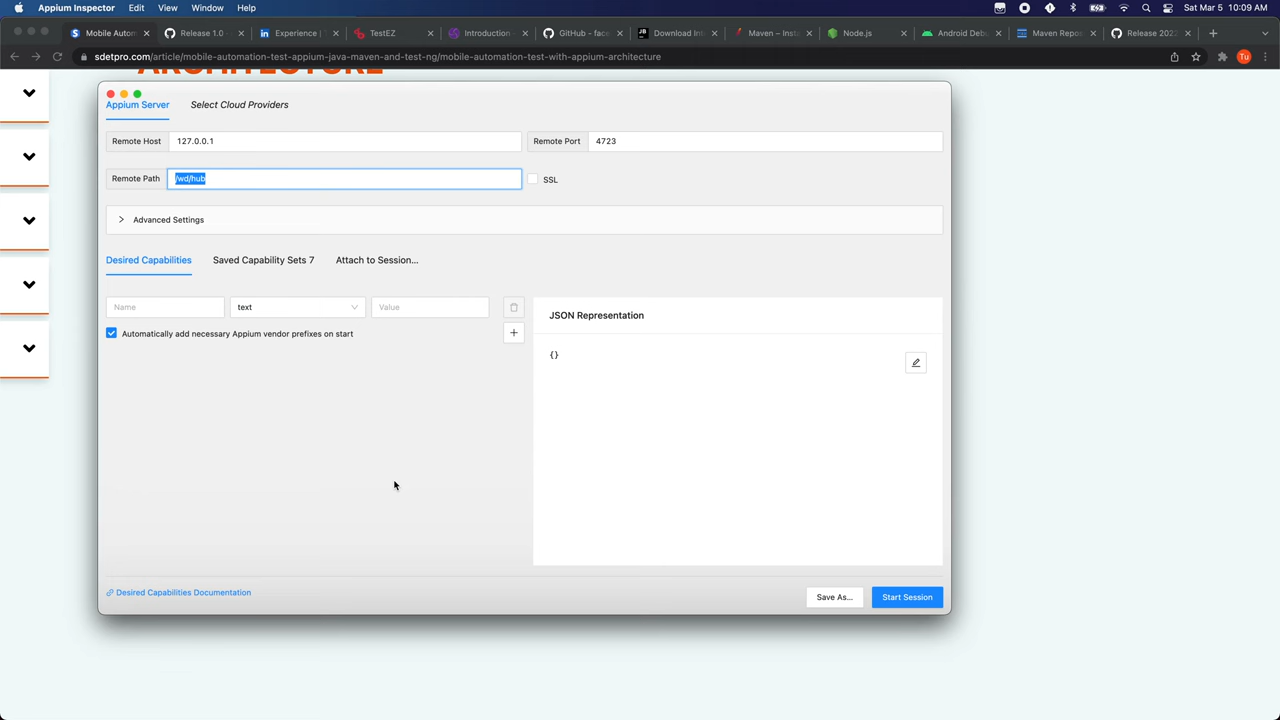 Appium Inspector Edit View Window Help Sat Mar 5 10:09 AM
Mobile Autom Release 1.0 - Experience | TestEZ Introduction - GitHub - face Download Inte Maven – Insta Node.js Android Debu Maven Repos Release 2022
sdetpro.com/article/mobile-automation-test-appium-java-maven-and-test-ng/mobile-automation-test-with-appium-architecture Tu
ARCHITECTURE
Appium Server Select Cloud Providers
Remote Host 127.0.0.1 Remote Port 4723
Remote Path /wd/hub SSL
Advanced Settings
Desired Capabilities Saved Capability Sets 7 Attach to Session...
Name text Value
JSON Representation
Automatically add necessary Appium vendor prefixes on start
{}
Desired Capabilities Documentation
Save As... Start Session